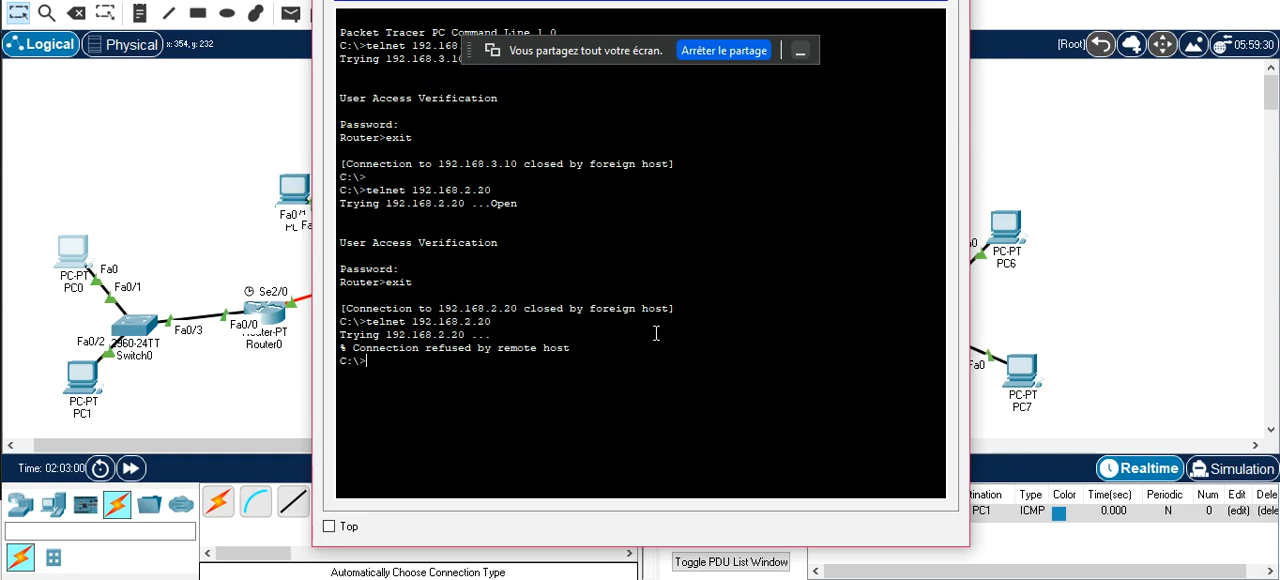 Logical
Physical
x: 354, y: 232
[Root]
05:59:30
Packet Tracer PC Command Line 1.0
C:\>telnet 192.168.
Trying 192.168.3.10
Vous partagez tout votre écran.
Arrêter le partage
User Access Verification
Password:
Router>exit
[Connection to 192.168.3.10 closed by foreign host]
C:\>
C:\>telnet 192.168.2.20
Trying 192.168.2.20 ...Open
User Access Verification
Password:
Router>exit
[Connection to 192.168.2.20 closed by foreign host]
C:\>telnet 192.168.2.20
Trying 192.168.2.20 ...
% Connection refused by remote host
C:\>
PC-PT
PC0
Fa0
Fa0/1
Fa0/2
2960-24TT
Switch0
Fa0/3
Fa0/0
Se2/0
Router-PT
Router0
PC-PT
PC1
PC-PT
PC6
PC-PT
PC7
Top
Time: 02:03:00
Realtime
Simulation
Type
Color
Time(sec)
Periodic
Num
Edit
Dele
PC1
ICMP
0.000
N
0
(edit)
(dele
Toggle PDU List Window
Automatically Choose Connection Type